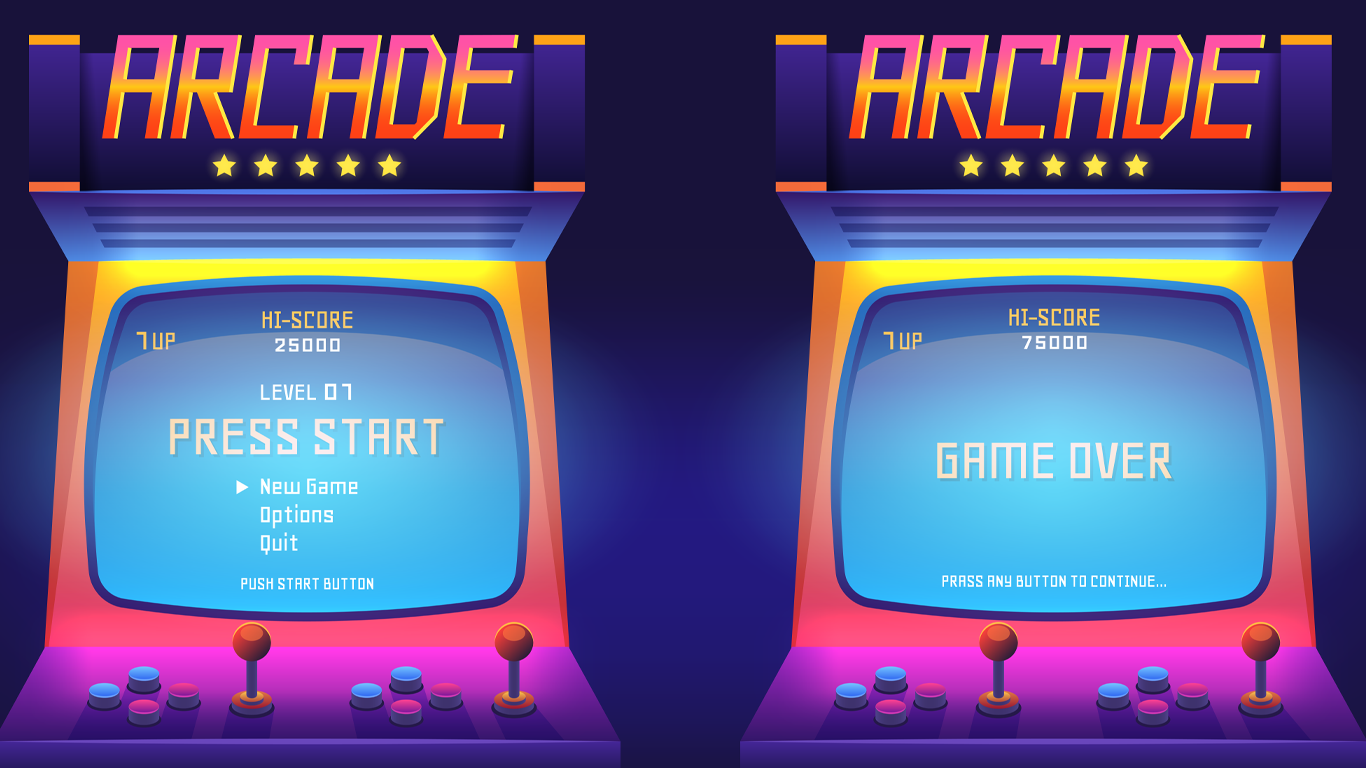 ARCADE
HI-SCORE
1UP
25000
LEVEL 07
PRESS START
New Game
Options
Quit
PUSH START BUTTON
ARCADE
HI-SCORE
1UP
75000
GAME OVER
PRASS ANY BUTTON TO CONTINUE...